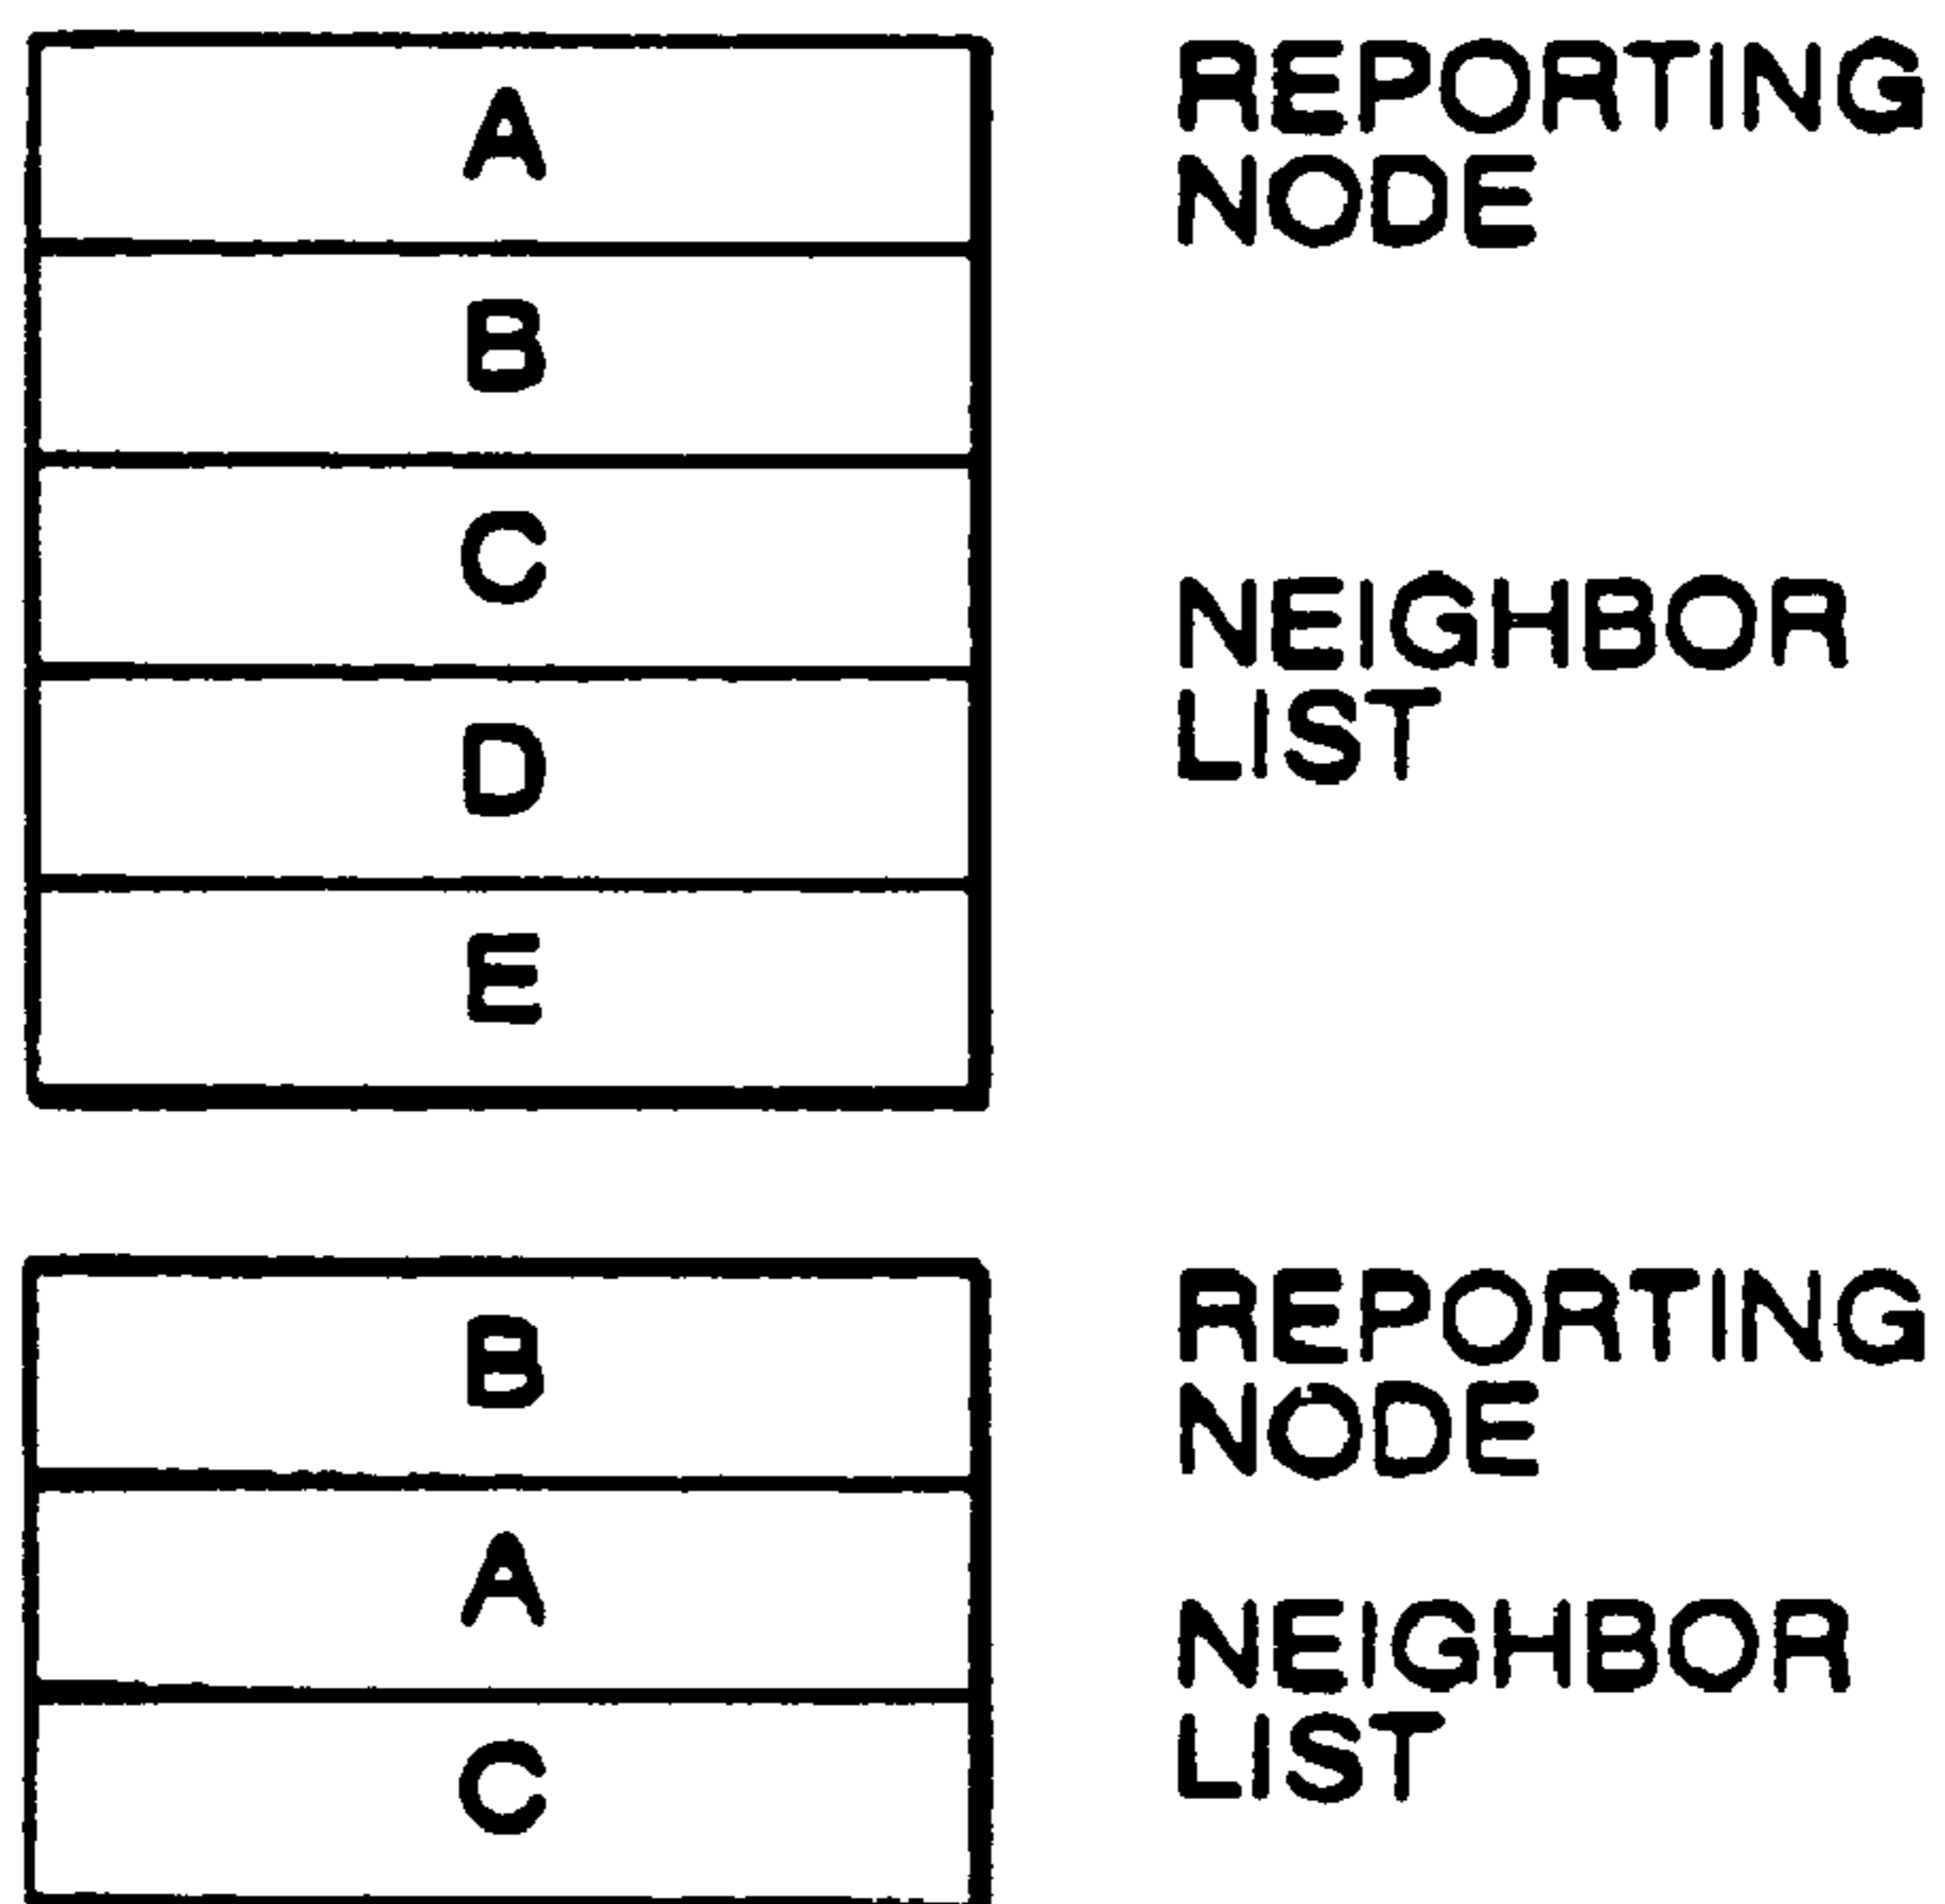 A
REPORTING
NODE
B
C
NEIGHBOR
LIST
D
E
B
REPORTING
NODE
A
NEIGHBOR
LIST
C